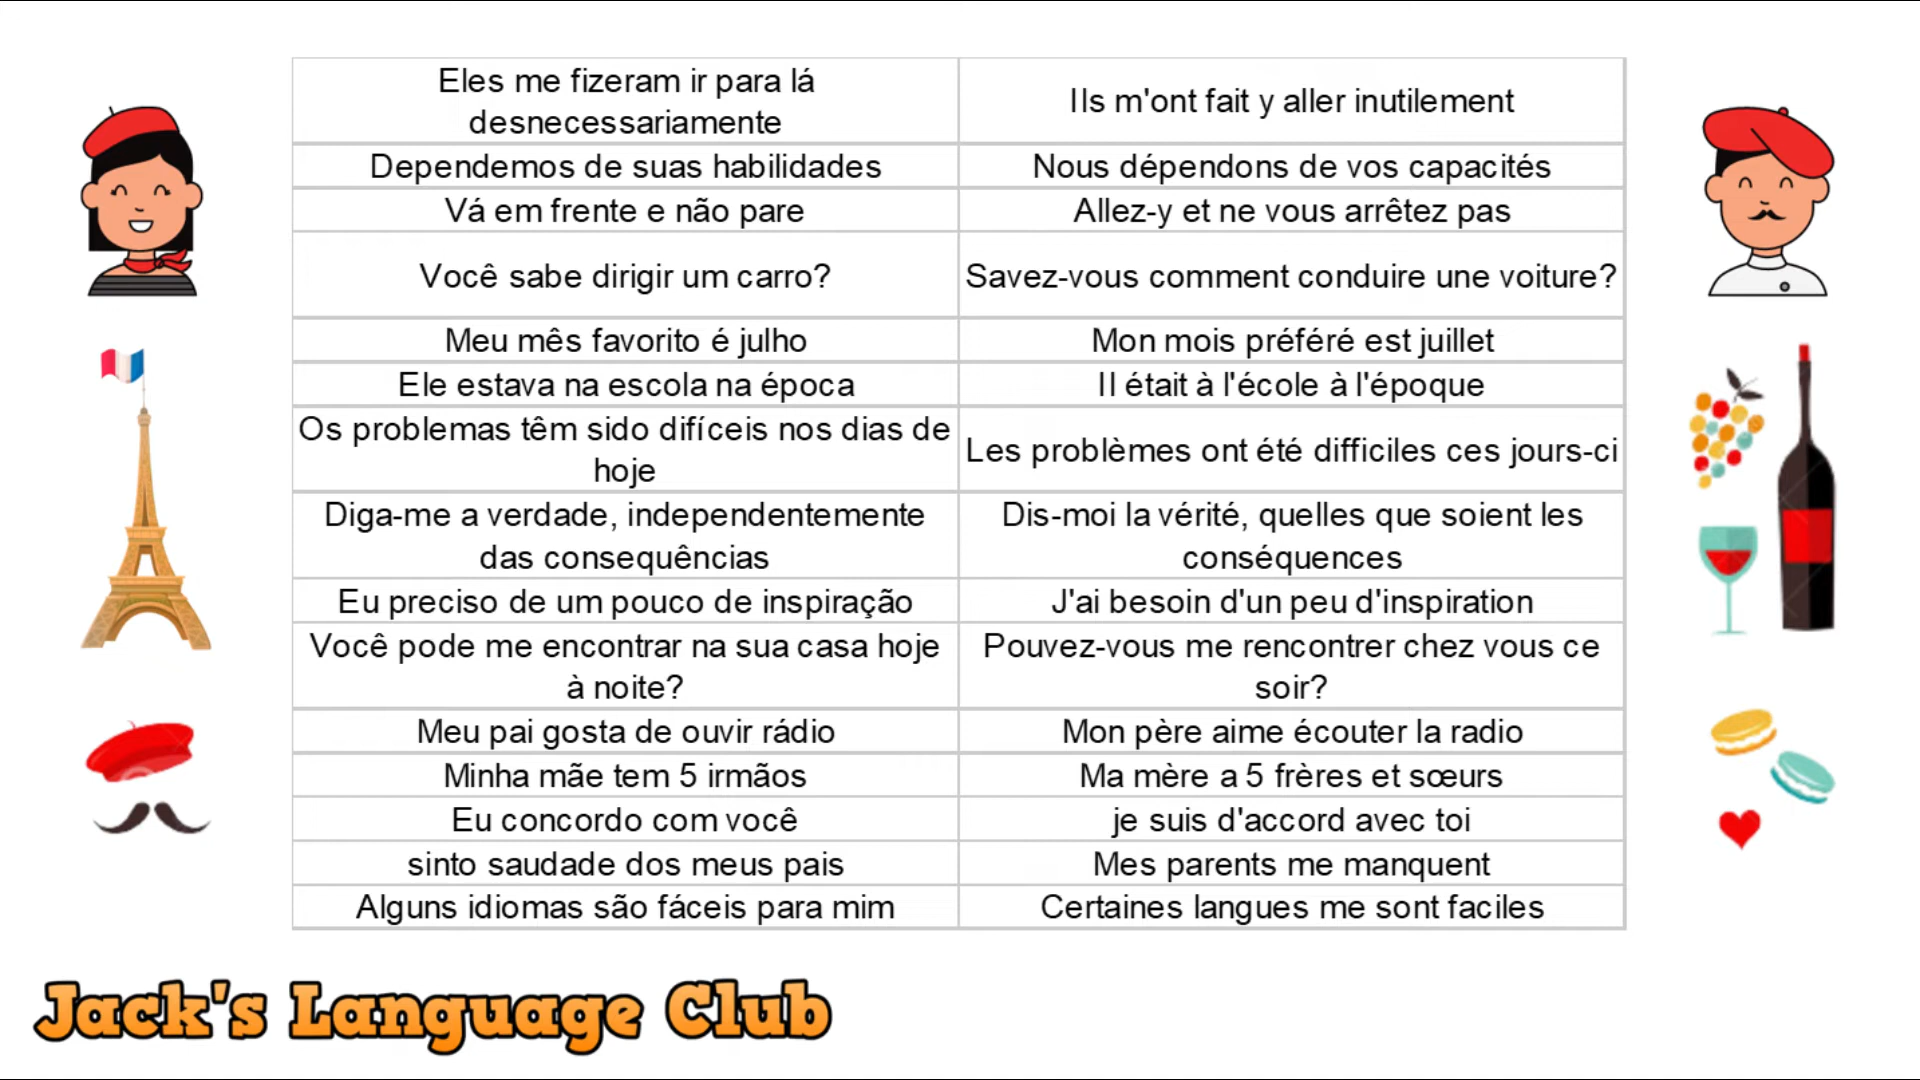 Eles me fizeram ir para lá
desnecessariamente
Ils m'ont fait y aller inutilement
Dependemos de suas habilidades
Nous dépendons de vos capacités
Vá em frente e não pare
Allez-y et ne vous arrêtez pas
Você sabe dirigir um carro?
Savez-vous comment conduire une voiture?
Meu mês favorito é julho
Mon mois préféré est juillet
Ele estava na escola na época
Il était à l'école à l'époque
Os problemas têm sido difíceis nos dias de
hoje
Les problèmes ont été difficiles ces jours-ci
Diga-me a verdade, independentemente
das consequências
Dis-moi la vérité, quelles que soient les
conséquences
Eu preciso de um pouco de inspiração
J'ai besoin d'un peu d'inspiration
Você pode me encontrar na sua casa hoje
à noite?
Pouvez-vous me rencontrer chez vous ce
soir?
Meu pai gosta de ouvir rádio
Mon père aime écouter la radio
Minha mãe tem 5 irmãos
Ma mère a 5 frères et sœurs
Eu concordo com você
je suis d'accord avec toi
sinto saudade dos meus pais
Mes parents me manquent
Alguns idiomas são fáceis para mim
Certaines langues me sont faciles
Jack's Language Club